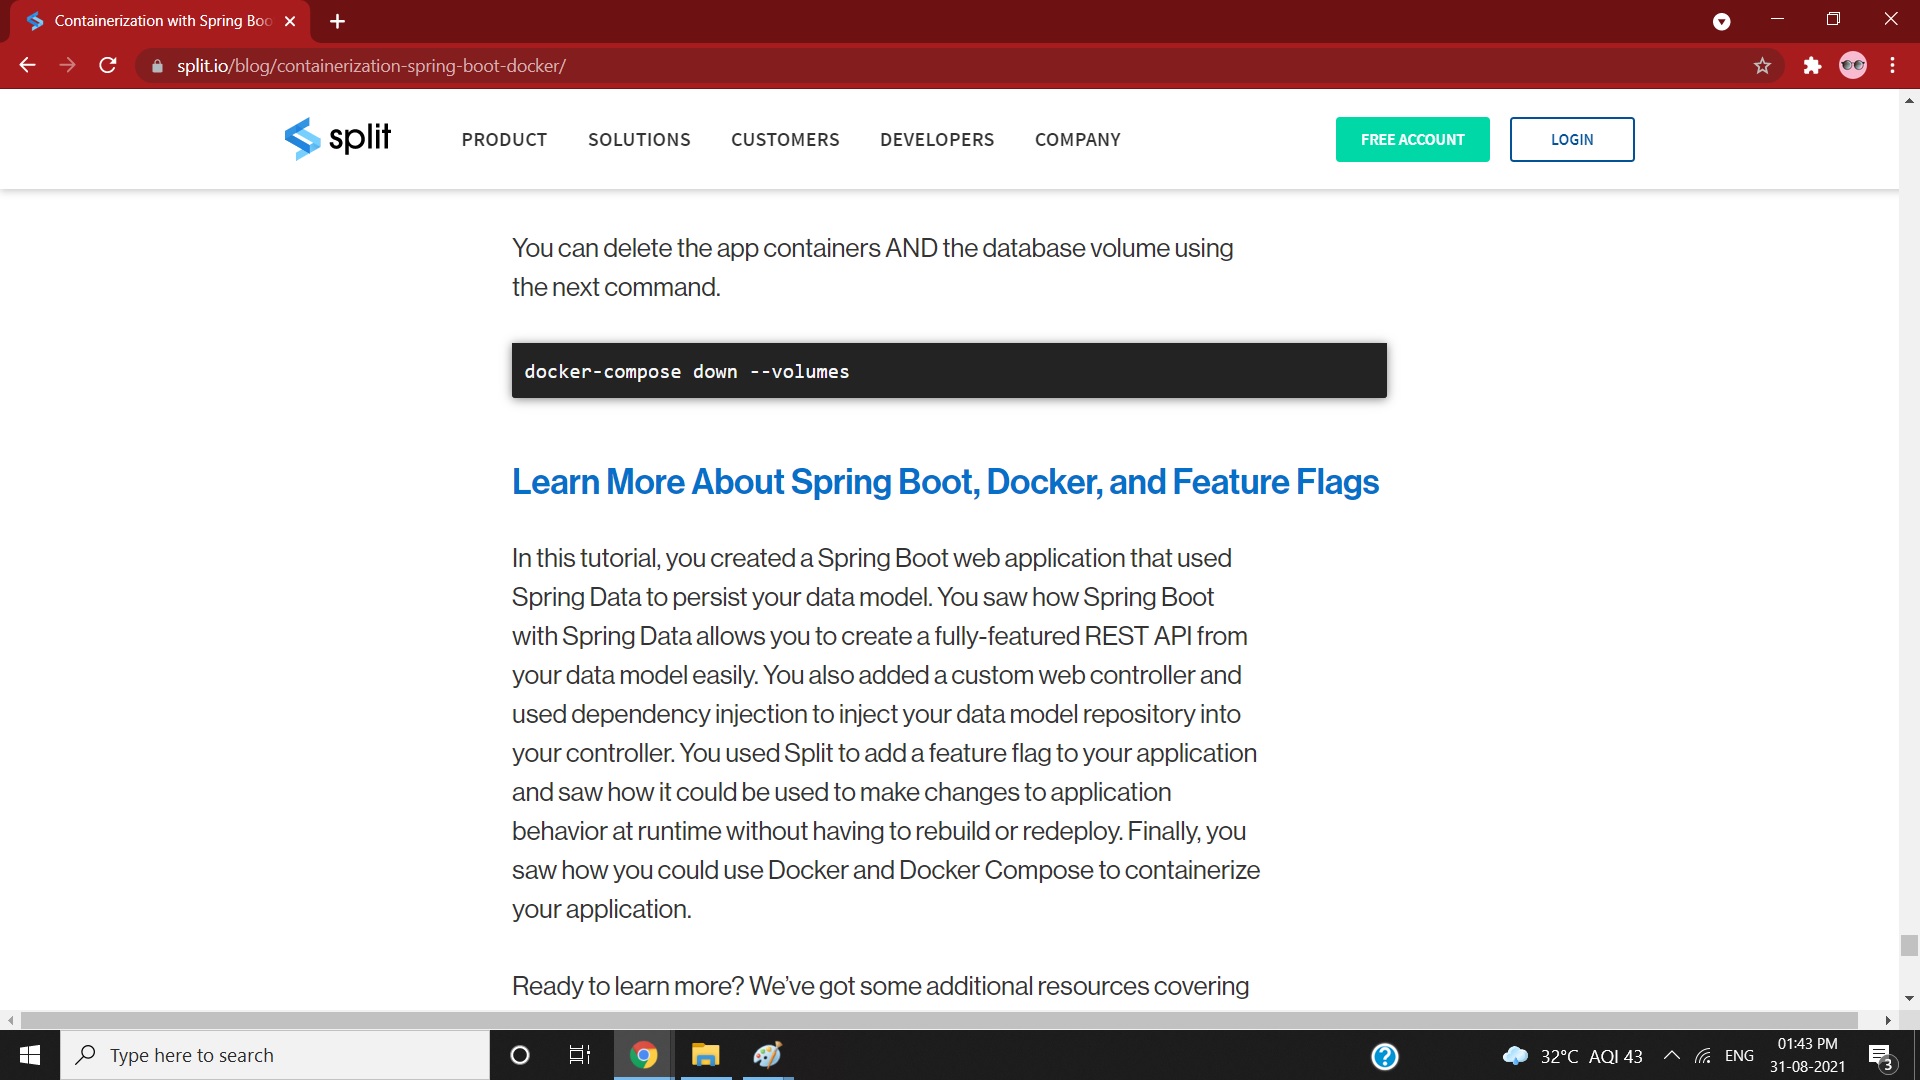 Containerization with Spring Boo
split.io/blog/containerization-spring-boot-docker/
split
PRODUCT
SOLUTIONS
CUSTOMERS
DEVELOPERS
COMPANY
FREE ACCOUNT
LOGIN
You can delete the app containers AND the database volume using
the next command.
docker-compose down --volumes
Learn More About Spring Boot, Docker, and Feature Flags
In this tutorial, you created a Spring Boot web application that used
Spring Data to persist your data model. You saw how Spring Boot
with Spring Data allows you to create a fully-featured REST API from
your data model easily. You also added a custom web controller and
used dependency injection to inject your data model repository into
your controller. You used Split to add a feature flag to your application
and saw how it could be used to make changes to application
behavior at runtime without having to rebuild or redeploy. Finally, you
saw how you could use Docker and Docker Compose to containerize
your application.
Ready to learn more? We’ve got some additional resources covering
Type here to search
32°C AQI 43
ENG
01:43 PM
31-08-2021
3